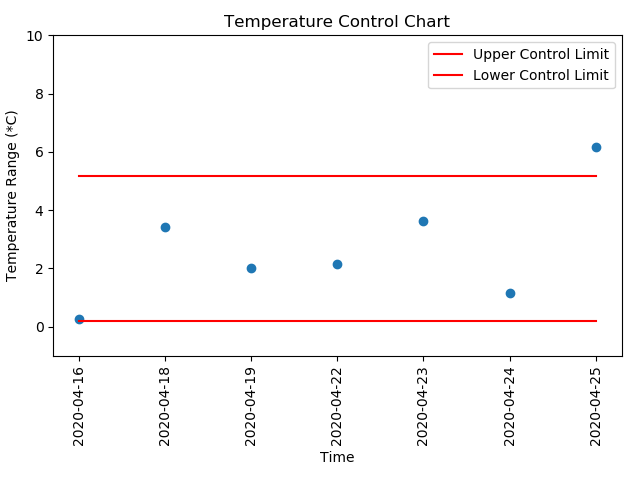 Temperature Control Chart
Upper Control Limit
Lower Control Limit
Temperature Range (*C)
10
8
6
4
2
0
2020-04-16
2020-04-18
2020-04-19
2020-04-22
2020-04-23
2020-04-24
2020-04-25
Time